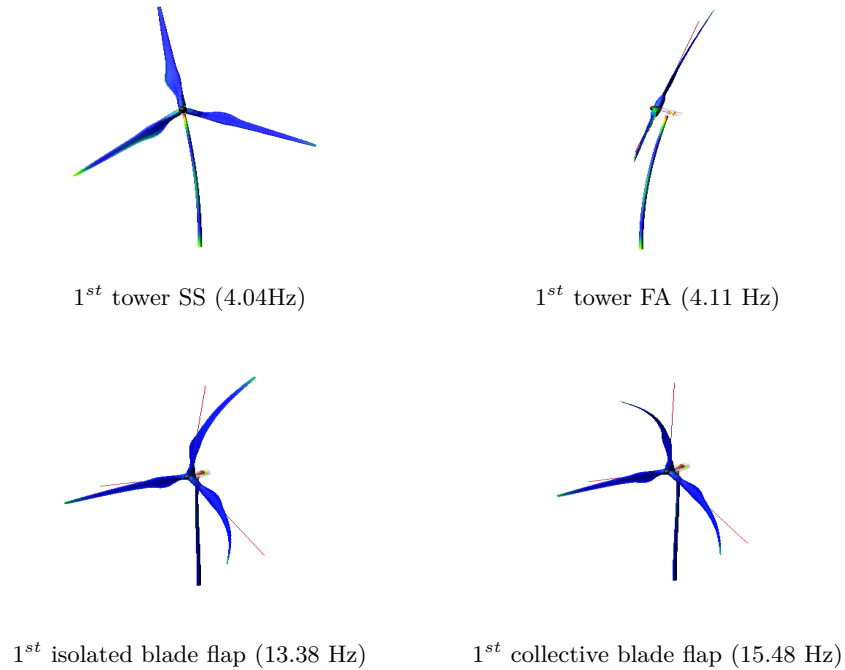 1st tower SS (4.04Hz)
1st tower FA (4.11 Hz)
1st isolated blade flap (13.38 Hz)
1st collective blade flap (15.48 Hz)